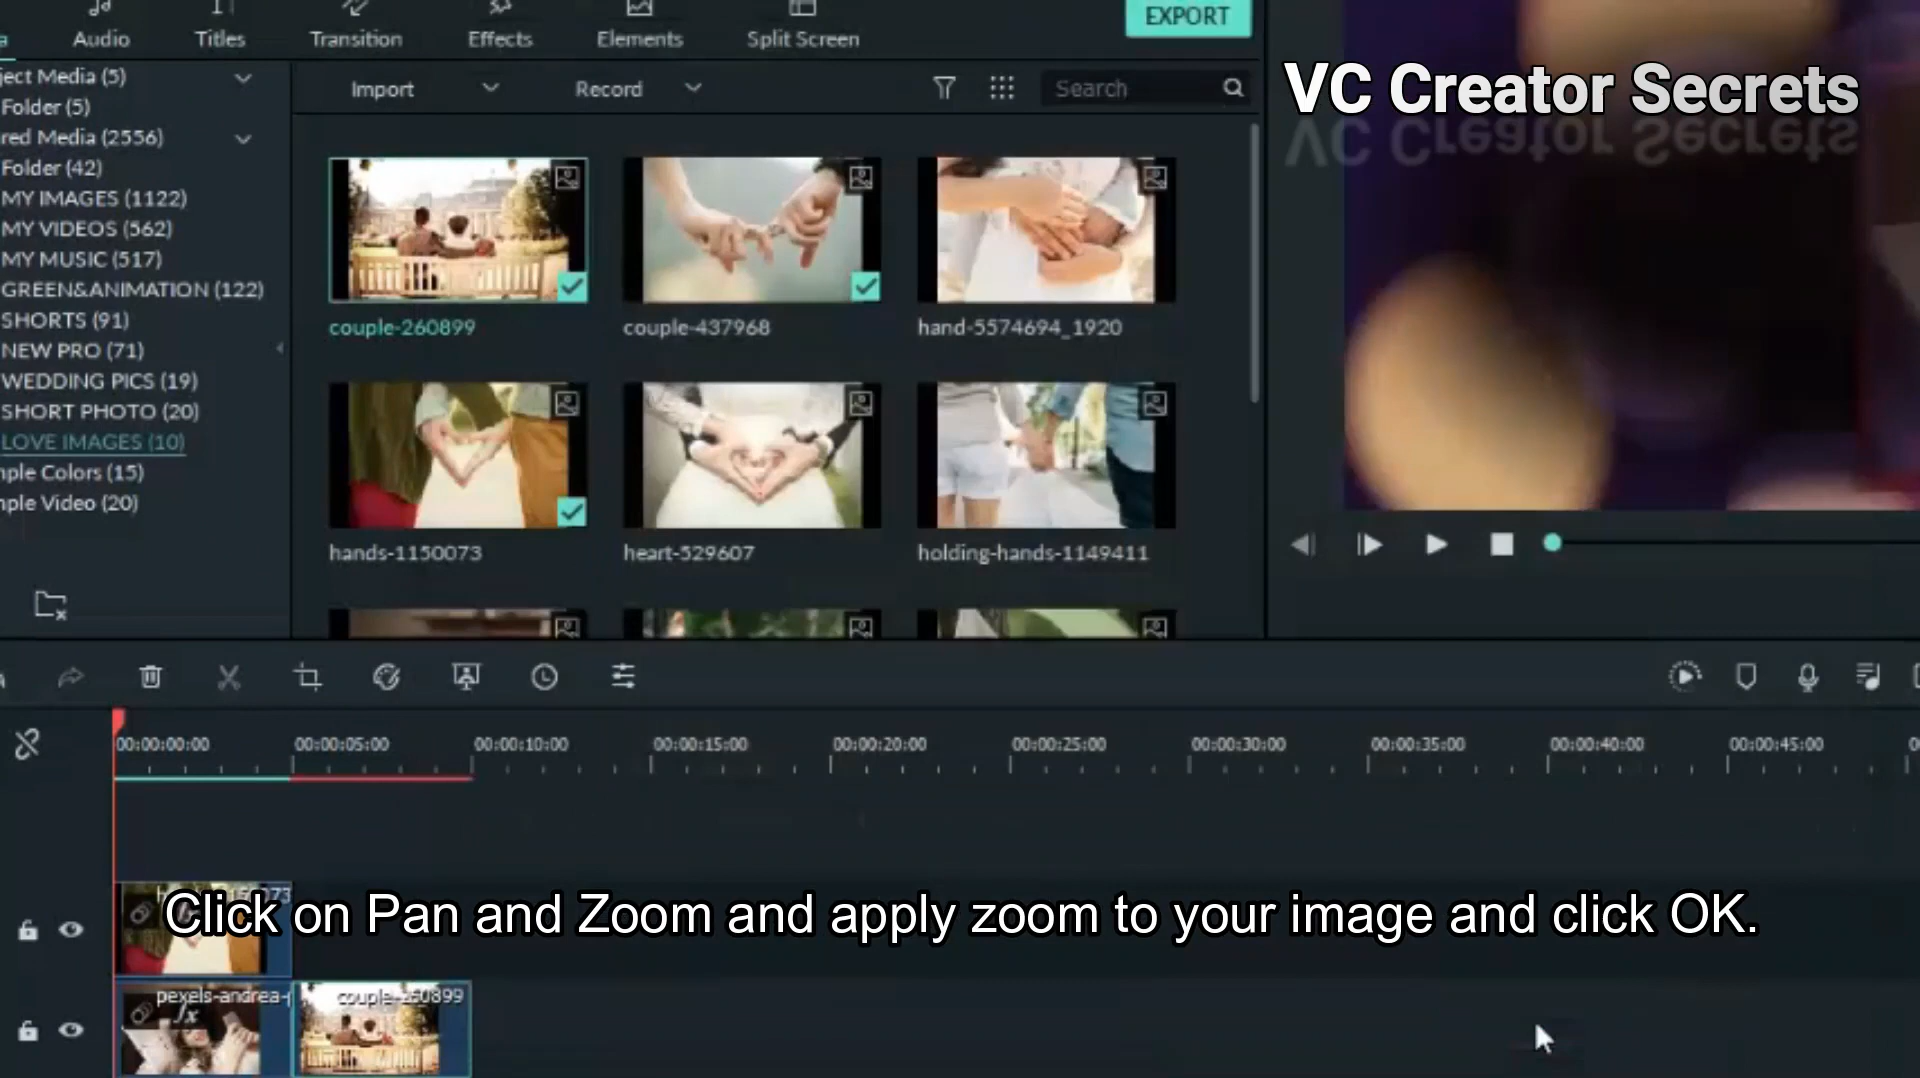 Audio
Titles
Transition
Effects
Elements
Split Screen
EXPORT
ject Media (5)
Folder (5)
red Media (2556)
Folder (42)
MY IMAGES (1122)
MY VIDEOS (562)
MY MUSIC (517)
GREEN&ANIMATION (122)
SHORTS (91)
NEW PRO (71)
WEDDING PICS (19)
SHORT PHOTO (20)
LOVE IMAGES (10)
mple Colors (15)
mple Video (20)
Import
Record
Search
couple-260899
couple-437968
hand-5574694_1920
hands-1150073
heart-529607
holding-hands-1149411
VC Creator Secrets
00:00:00:00
00:00:05:00
00:00:10:00
00:00:15:00
00:00:20:00
00:00:25:00
00:00:30:00
00:00:35:00
00:00:40:00
00:00:45:00
Click on Pan and Zoom and apply zoom to your image and click OK.
pexels-andrea-
couple-260899